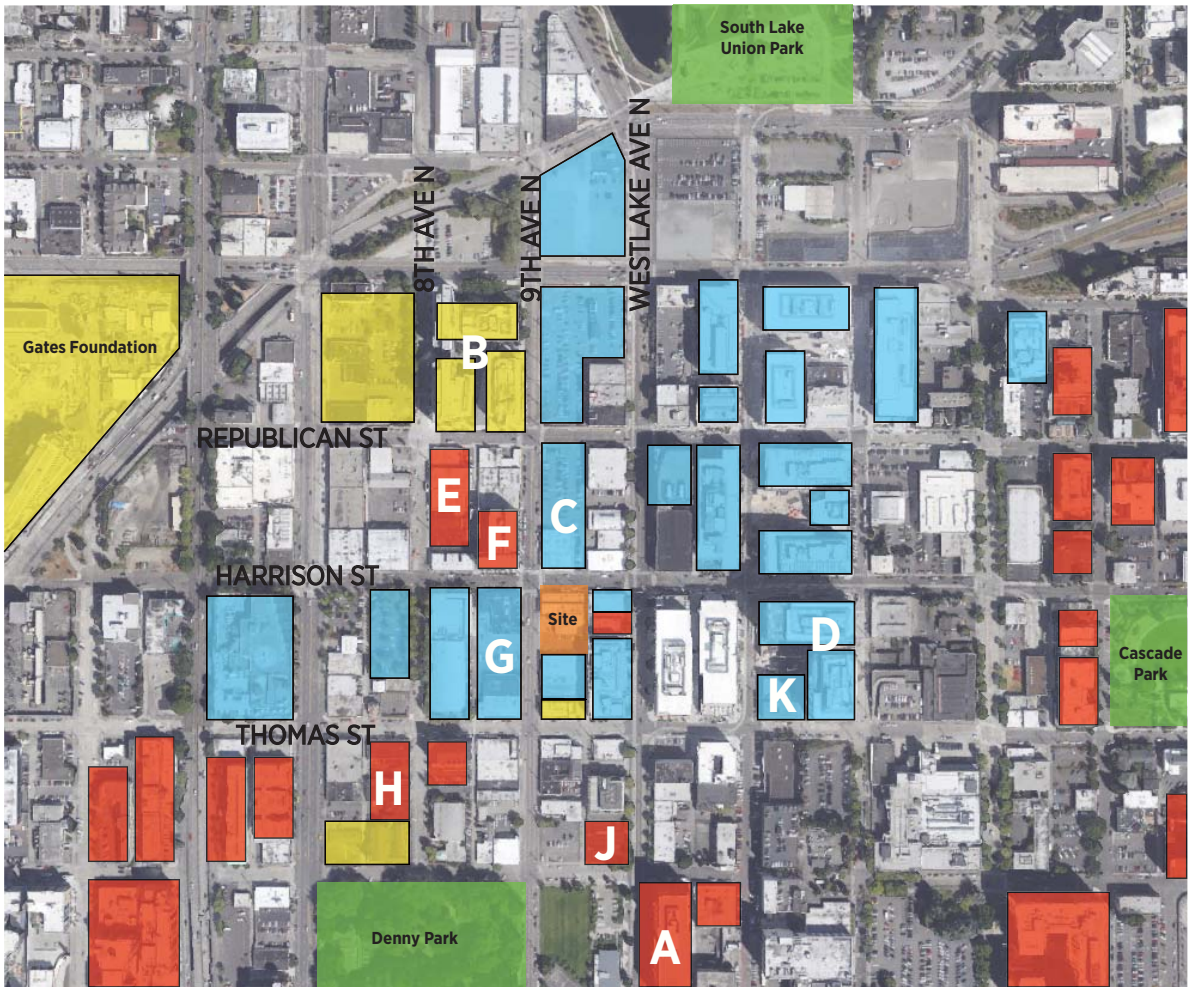 South Lake
Union Park
WESTLAKE AVE N
8TH AVE N
9TH AVE N
Gates Foundation
B
REPUBLICAN ST
E
C
F
HARRISON ST
Site
D
G
Cascade
Park
K
THOMAS ST
H
J
Denny Park
A